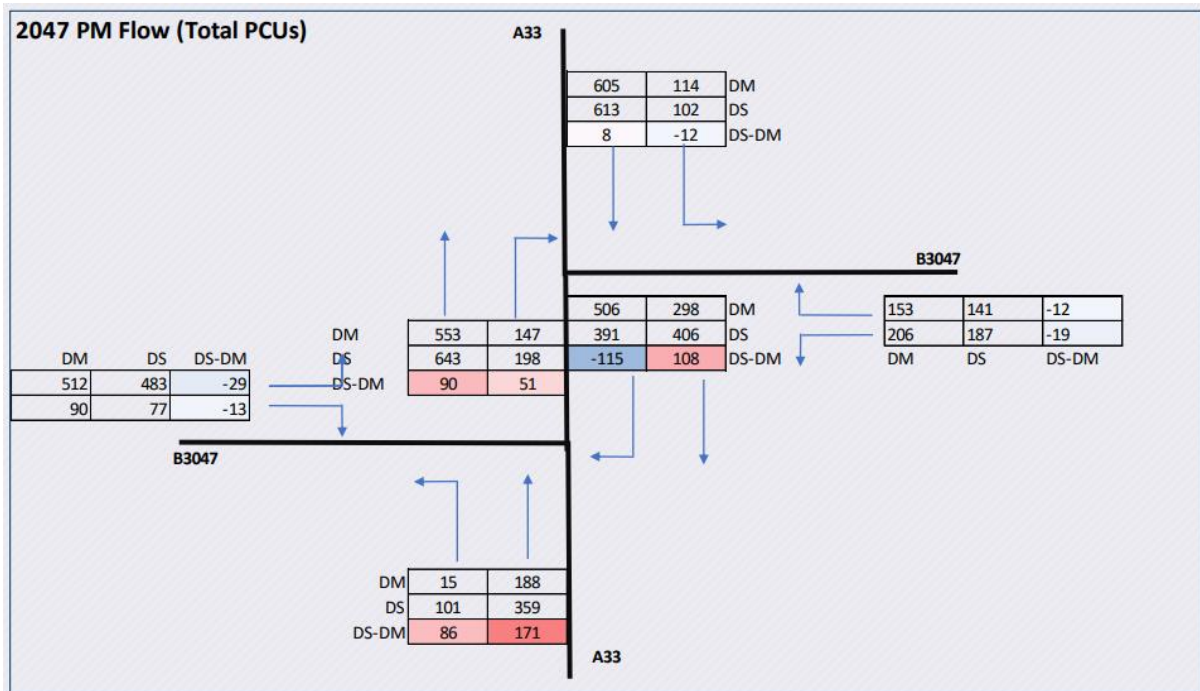 2047 PM Flow (Total PCUs)
A33
605 114 DM
613 102 DS
8 -12 DS-DM
B3047
506 298 DM
391 406 DS
-115 108 DS-DM
153 141 -12
206 187 -19
DM DS DS-DM
DM 553 147
DS 643 198
DS-DM 90 51
DM DS DS-DM
512 483 -29
90 77 -13
B3047
DM 15 188
DS 101 359
DS-DM 86 171
A33